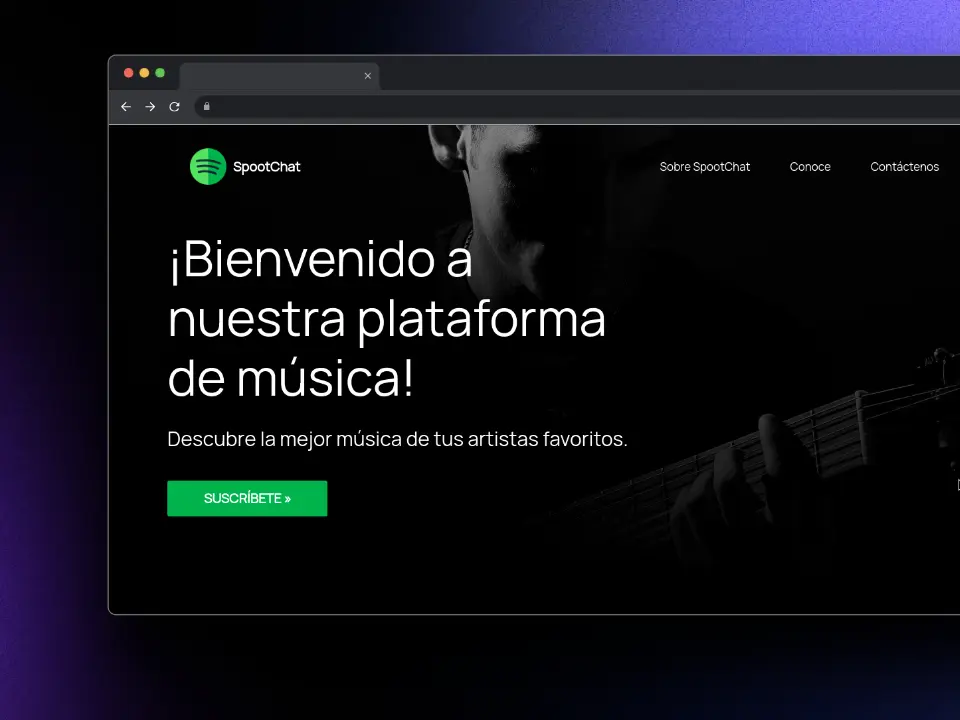 SpootChat
Sobre SpootChat
Conoce
Contáctenos
¡Bienvenido a
nuestra plataforma
de música!
Descubre la mejor música de tus artistas favoritos.
SUSCRÍBETE »